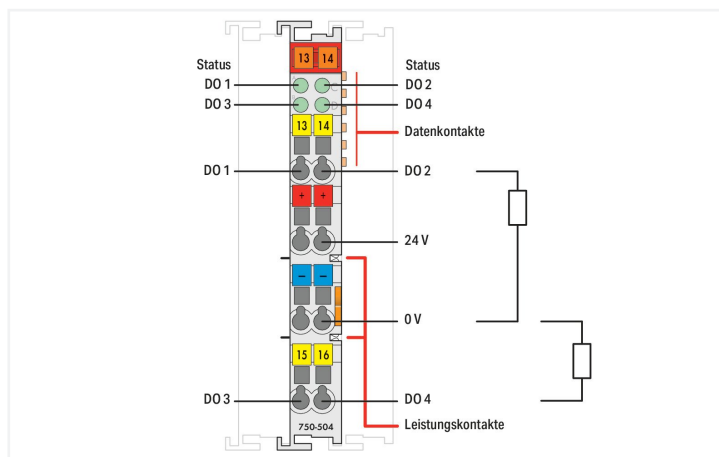 13 14
Status Status
DO 1 C DO 2
DO 3 D DO 4
13 14
Datenkontakte
DO 1 DO 2
+ +
24 V
– –
0 V
15 16
DO 3 DO 4
Leistungskontakte
750-504